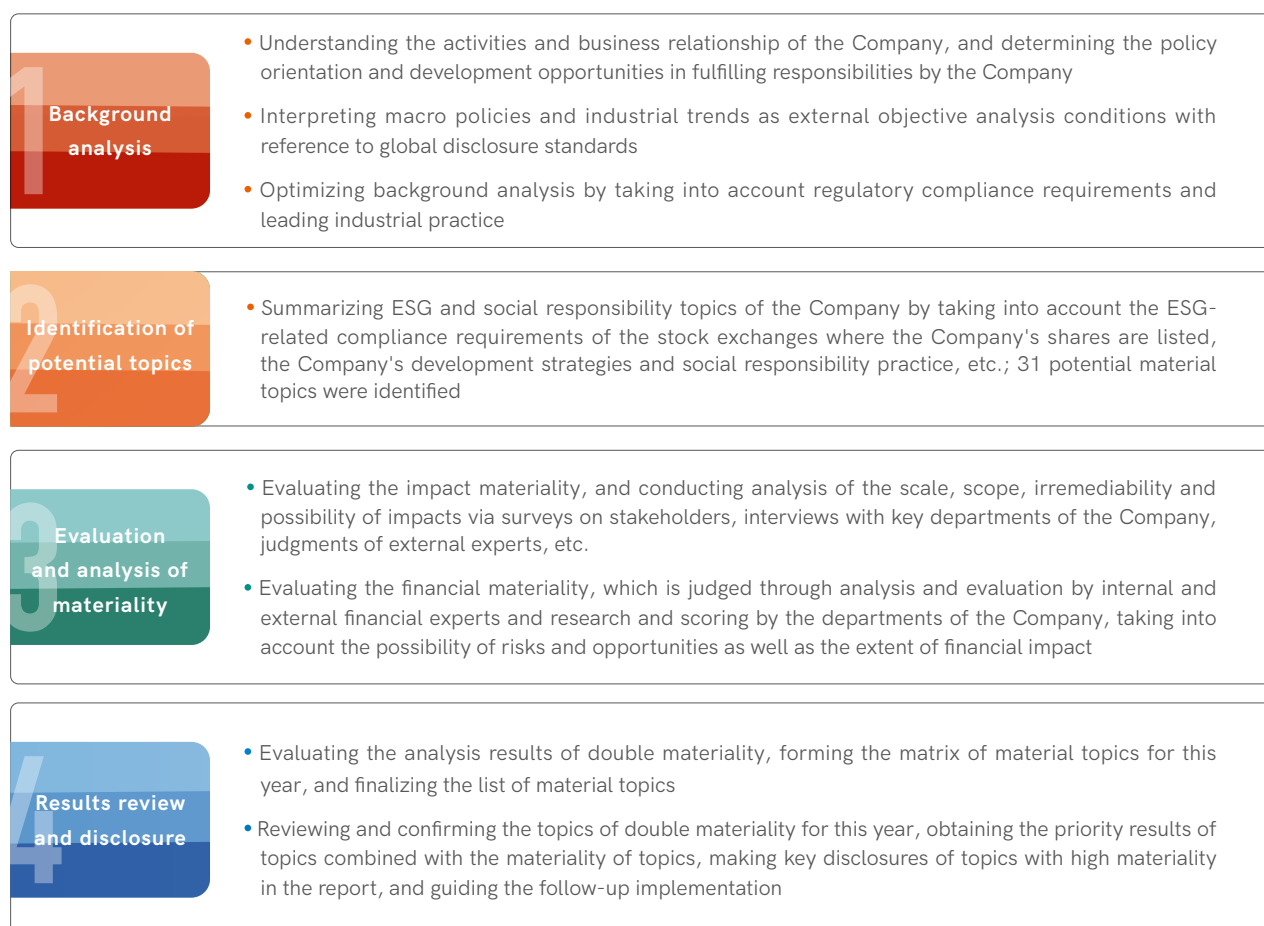 1
Background
analysis
• Understanding the activities and business relationship of the Company, and determining the policy
orientation and development opportunities in fulfilling responsibilities by the Company
• Interpreting macro policies and industrial trends as external objective analysis conditions with
reference to global disclosure standards
• Optimizing background analysis by taking into account regulatory compliance requirements and
leading industrial practice
2
Identification of
potential topics
• Summarizing ESG and social responsibility topics of the Company by taking into account the ESG-
related compliance requirements of the stock exchanges where the Company's shares are listed,
the Company's development strategies and social responsibility practice, etc.; 31 potential material
topics were identified
3
Evaluation
and analysis of
materiality
• Evaluating the impact materiality, and conducting analysis of the scale, scope, irremediability and
possibility of impacts via surveys on stakeholders, interviews with key departments of the Company,
judgments of external experts, etc.
• Evaluating the financial materiality, which is judged through analysis and evaluation by internal and
external financial experts and research and scoring by the departments of the Company, taking into
account the possibility of risks and opportunities as well as the extent of financial impact
4
Results review
and disclosure
• Evaluating the analysis results of double materiality, forming the matrix of material topics for this
year, and finalizing the list of material topics
• Reviewing and confirming the topics of double materiality for this year, obtaining the priority results of
topics combined with the materiality of topics, making key disclosures of topics with high materiality
in the report, and guiding the follow-up implementation